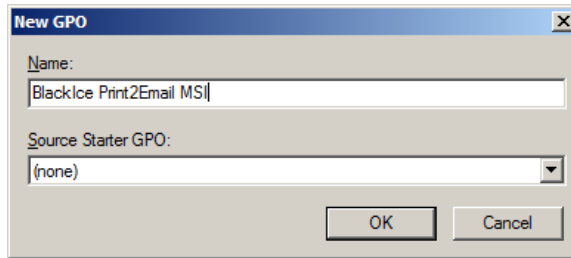 New GPO
Name:
BlackIce Print2Email MSI
Source Starter GPO:
(none)
OK Cancel